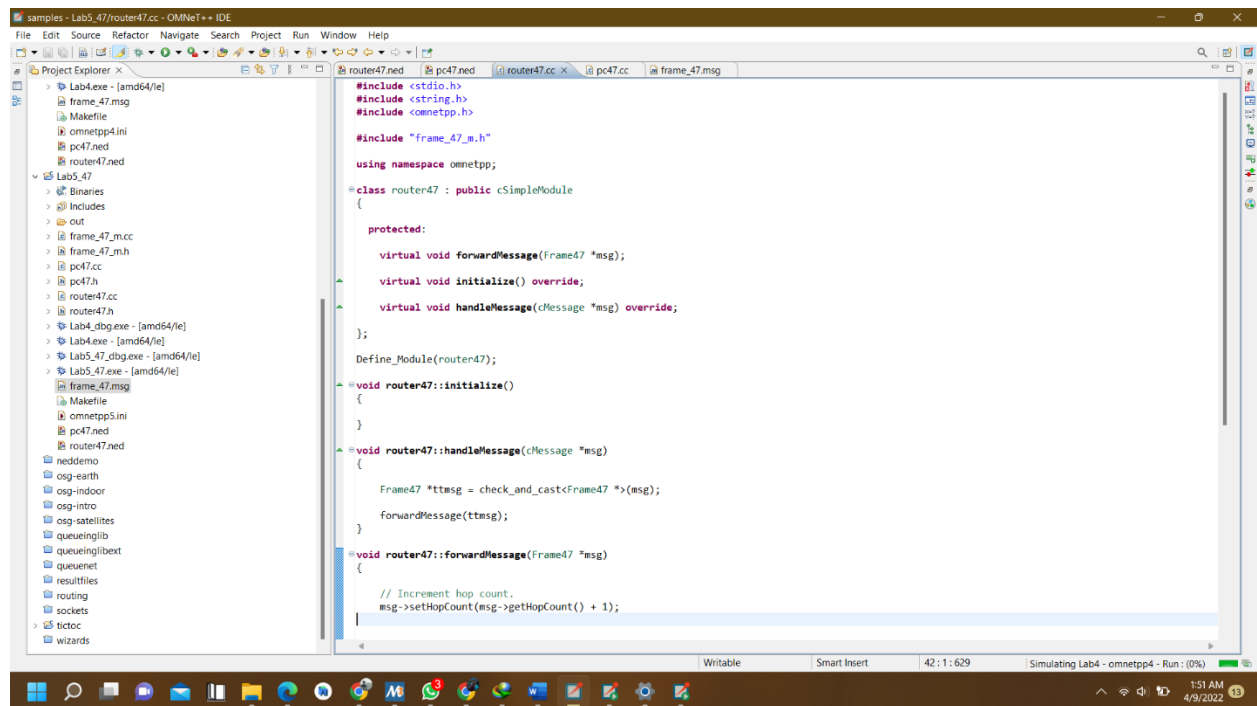 samples - Lab5_47/router47.cc - OMNeT++ IDE
File Edit Source Refactor Navigate Search Project Run Window Help
Project Explorer
Lab4.exe - [amd64/le]
frame_47.msg
Makefile
omnetpp4.ini
pc47.ned
router47.ned
Lab5_47
Binaries
Includes
out
frame_47_m.cc
frame_47_m.h
pc47.cc
pc47.h
router47.cc
router47.h
Lab4_dbg.exe - [amd64/le]
Lab4.exe - [amd64/le]
Lab5_47_dbg.exe - [amd64/le]
Lab5_47.exe - [amd64/le]
frame_47.msg
Makefile
omnetpp5.ini
pc47.ned
router47.ned
neddemo
osg-earth
osg-indoor
osg-intro
osg-satellites
queueinglib
queueinglibext
queuenet
resultfiles
routing
sockets
tictoc
wizards
router47.ned pc47.ned router47.cc pc47.cc frame_47.msg
#include <stdio.h>
#include <string.h>
#include <omnetpp.h>
#include "frame_47_m.h"
using namespace omnetpp;
class router47 : public cSimpleModule
{
protected:
virtual void forwardMessage(Frame47 *msg);
virtual void initialize() override;
virtual void handleMessage(cMessage *msg) override;
};
Define_Module(router47);
void router47::initialize()
{
}
void router47::handleMessage(cMessage *msg)
{
Frame47 *ttmsg = check_and_cast<Frame47 *>(msg);
forwardMessage(ttmsg);
}
void router47::forwardMessage(Frame47 *msg)
{
// Increment hop count.
msg->setHopCount(msg->getHopCount() + 1);
Writable Smart Insert 42 : 1 : 629 Simulating Lab4 - omnetpp4 - Run : (0%)
3
1:51 AM
4/9/2022
13